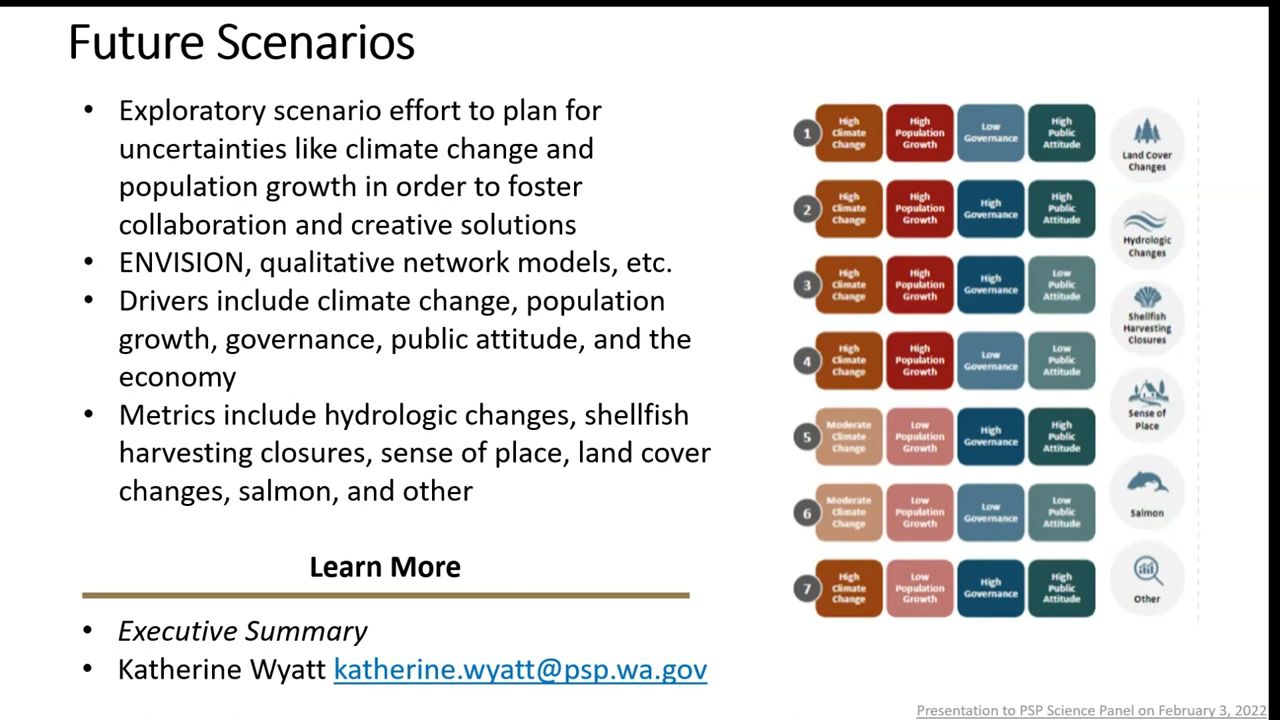 Future Scenarios
• Exploratory scenario effort to plan for
uncertainties like climate change and
population growth in order to foster
collaboration and creative solutions
• ENVISION, qualitative network models, etc.
• Drivers include climate change, population
growth, governance, public attitude, and the
economy
• Metrics include hydrologic changes, shellfish
harvesting closures, sense of place, land cover
changes, salmon, and other
Learn More
• Executive Summary
• Katherine Wyatt katherine.wyatt@psp.wa.gov
1
High
Climate
Change
High
Population
Growth
Low
Governance
High
Public
Attitude
2
High
Climate
Change
High
Population
Growth
High
Governance
High
Public
Attitude
3
High
Climate
Change
High
Population
Growth
High
Governance
Low
Public
Attitude
4
High
Climate
Change
High
Population
Growth
Low
Governance
Low
Public
Attitude
5
Moderate
Climate
Change
Low
Population
Growth
High
Governance
High
Public
Attitude
6
Moderate
Climate
Change
Low
Population
Growth
Low
Governance
Low
Public
Attitude
7
High
Climate
Change
Low
Population
Growth
High
Governance
High
Public
Attitude
Land Cover
Changes
Hydrologic
Changes
Shellfish
Harvesting
Closures
Sense of
Place
Salmon
Other
Presentation to PSP Science Panel on February 3, 2022